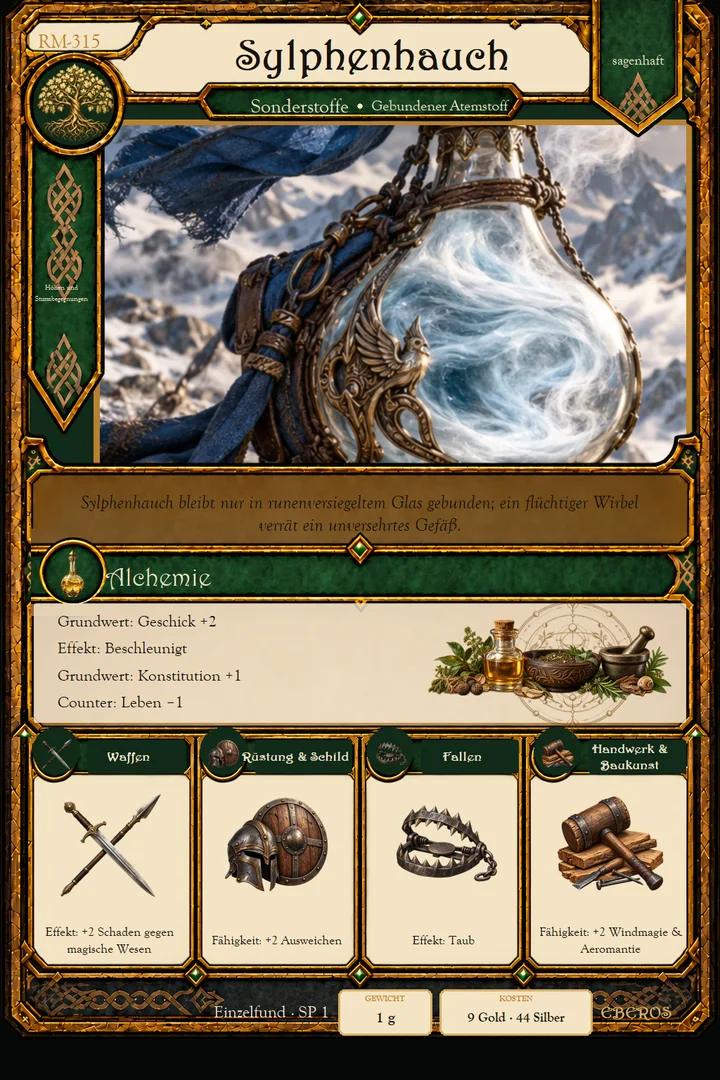 RM-315
Sylphenhauch
sagenhaft
Sonderstoffe • Gebundener Atemstoff
Höhen und
Sturmbegegnungen
Sylphenhauch bleibt nur in runenversiegeltem Glas gebunden; ein flüchtiger Wirbel
verrät ein unversehrtes Gefäß.
Alchemie
Grundwert: Geschick +2
Effekt: Beschleunigt
Grundwert: Konstitution +1
Counter: Leben −1
Waffen
Rüstung & Schild
Fallen
Handwerk &
Baukunst
Effekt: +2 Schaden gegen
magische Wesen
Fähigkeit: +2 Ausweichen
Effekt: Taub
Fähigkeit: +2 Windmagie &
Aeromantie
Einzelfund · SP 1
GEWICHT
1 g
KOSTEN
9 Gold · 44 Silber
EBEROS